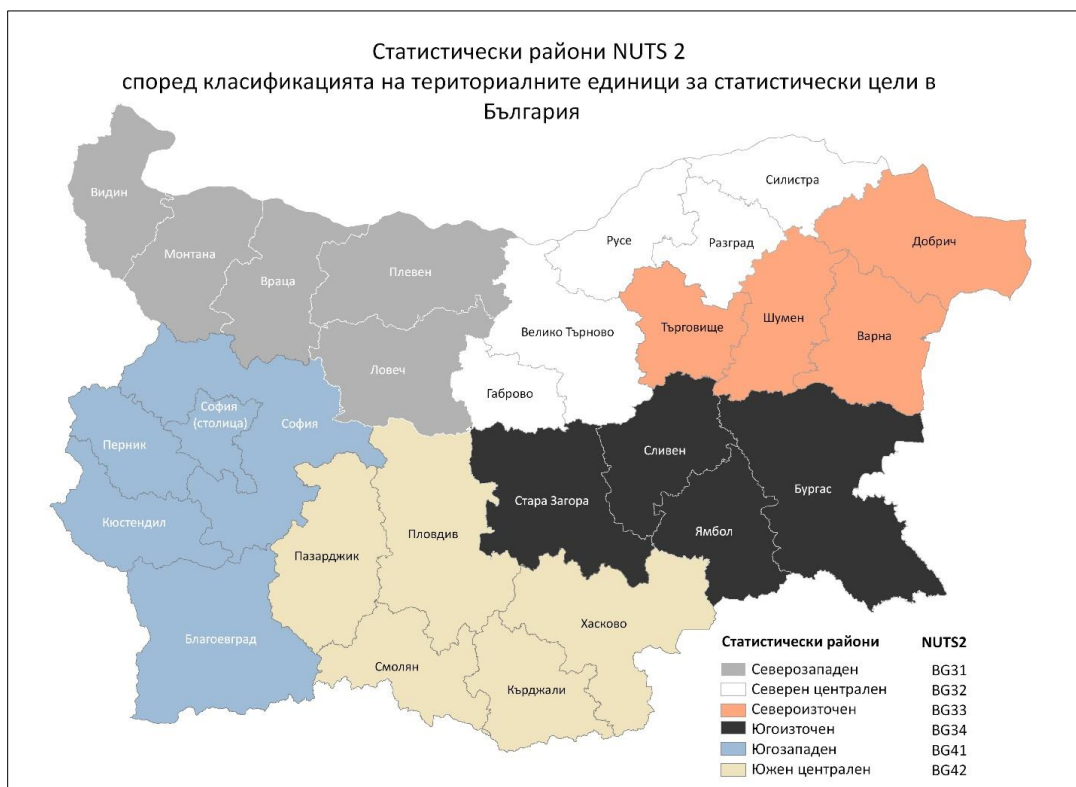 Статистически райони NUTS 2
според класификацията на териториалните единици за статистически цели в
България
Видин
Монтана
Враца
Плевен
Ловеч
Силистра
Русе
Разград
Велико Търново
Габрово
Добрич
Търговище
Шумен
Варна
София
(столица)
София
Перник
Кюстендил
Благоевград
Сливен
Стара Загора
Ямбол
Бургас
Пазарджик
Пловдив
Смолян
Хасково
Кърджали
Статистически райони NUTS2
Северозападен BG31
Северен централен BG32
Североизточен BG33
Югоизточен BG34
Югозападен BG41
Южен централен BG42